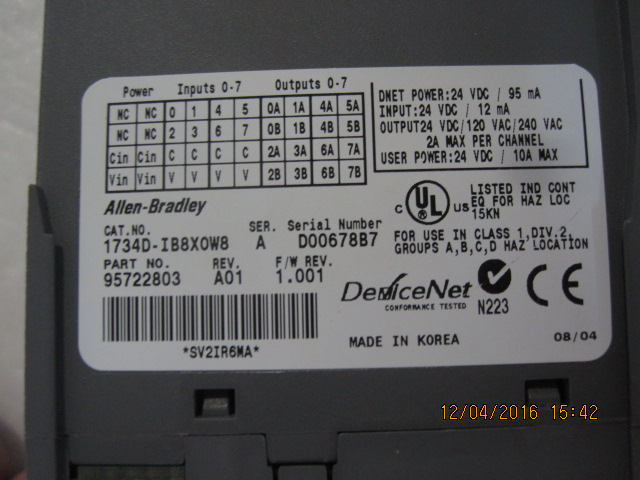 Power Inputs 0-7 Outputs 0-7
NC NC 0 1 4 5 0A 1A 4A 5A
NC NC 2 3 6 7 0B 1B 4B 5B
Cin Cin C C C C 2A 3A 6A 7A
Vin Vin V V V V 2B 3B 6B 7B
DNET POWER:24 VDC / 95 mA
INPUT:24 VDC / 12 mA
OUTPUT24 VDC/120 VAC/240 VAC
2A MAX PER CHANNEL
USER POWER:24 VDC / 10A MAX
Allen-Bradley
CAT.NO. SER. Serial Number
1734D-IB8XOW8 A D00678B7
PART NO. REV. F/W REV.
95722803 A01 1.001
C UL US
LISTED IND CONT
EQ FOR HAZ LOC
15KN
FOR USE IN CLASS 1,DIV.2,
GROUPS A,B,C,D HAZ LOCATION
DeviceNet
CONFORMANCE TESTED
N223
CE
*SV2IR6MA*
MADE IN KOREA
08/04
12/04/2016 15:42